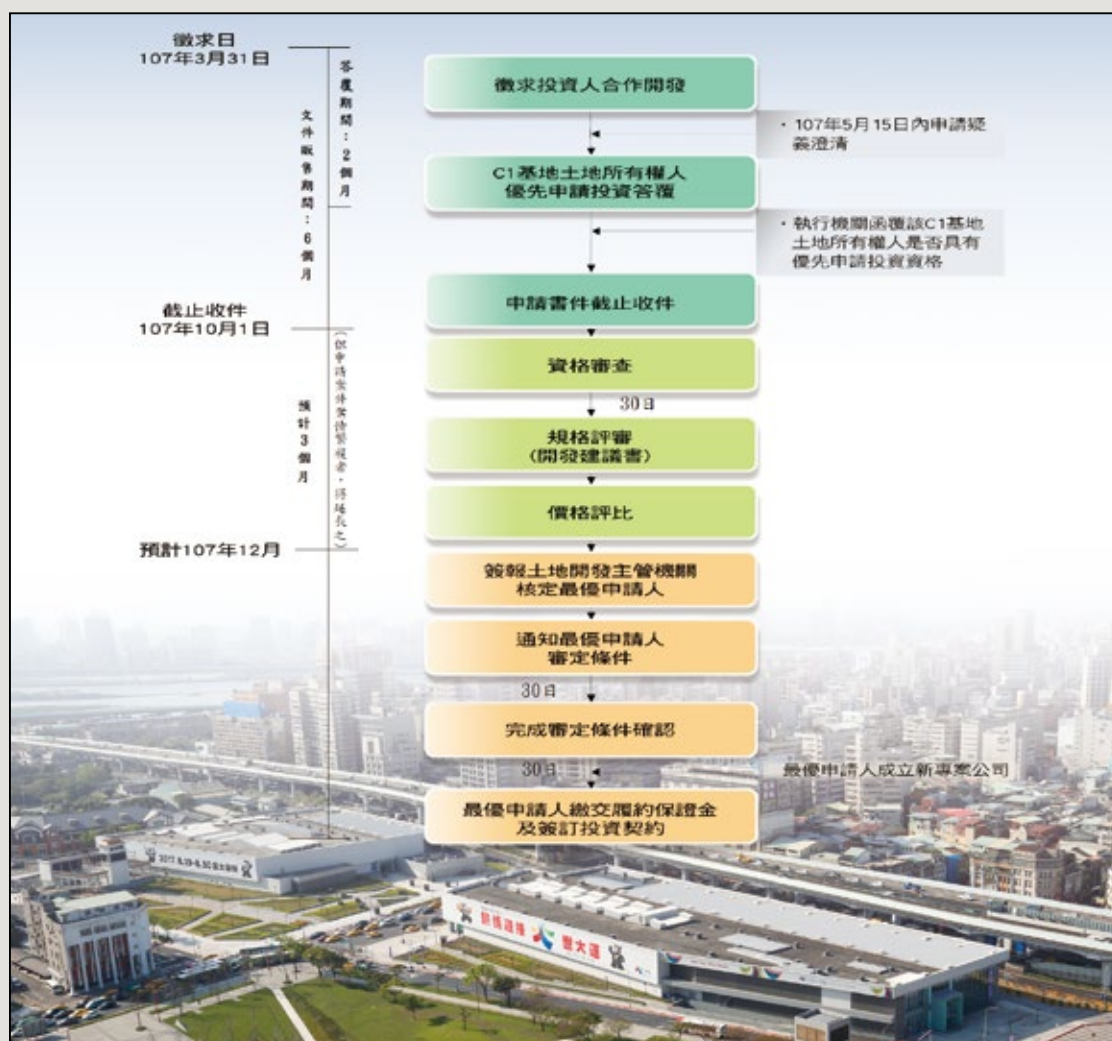 徵求日
107年3月31日
答覆期間：2個月
文件販售期間：6個月
徵求投資人合作開發
・107年5月15日內申請疑
義澄清
C1基地土地所有權人
優先申請投資答覆
・執行機關函覆該C1基地
土地所有權人是否具有
優先申請投資資格
申請書件截止收件
截止收件
107年10月1日
資格審查
30日
預計3個月
規格評審
(開發建議書)
價格評比
預計107年12月
簽報土地開發主管機關
核定最優申請人
通知最優申請人
審定條件
30日
完成審定條件確認
30日
最優申請人成立新專案公司
最優申請人繳交履約保證金
及簽訂投資契約
世大運